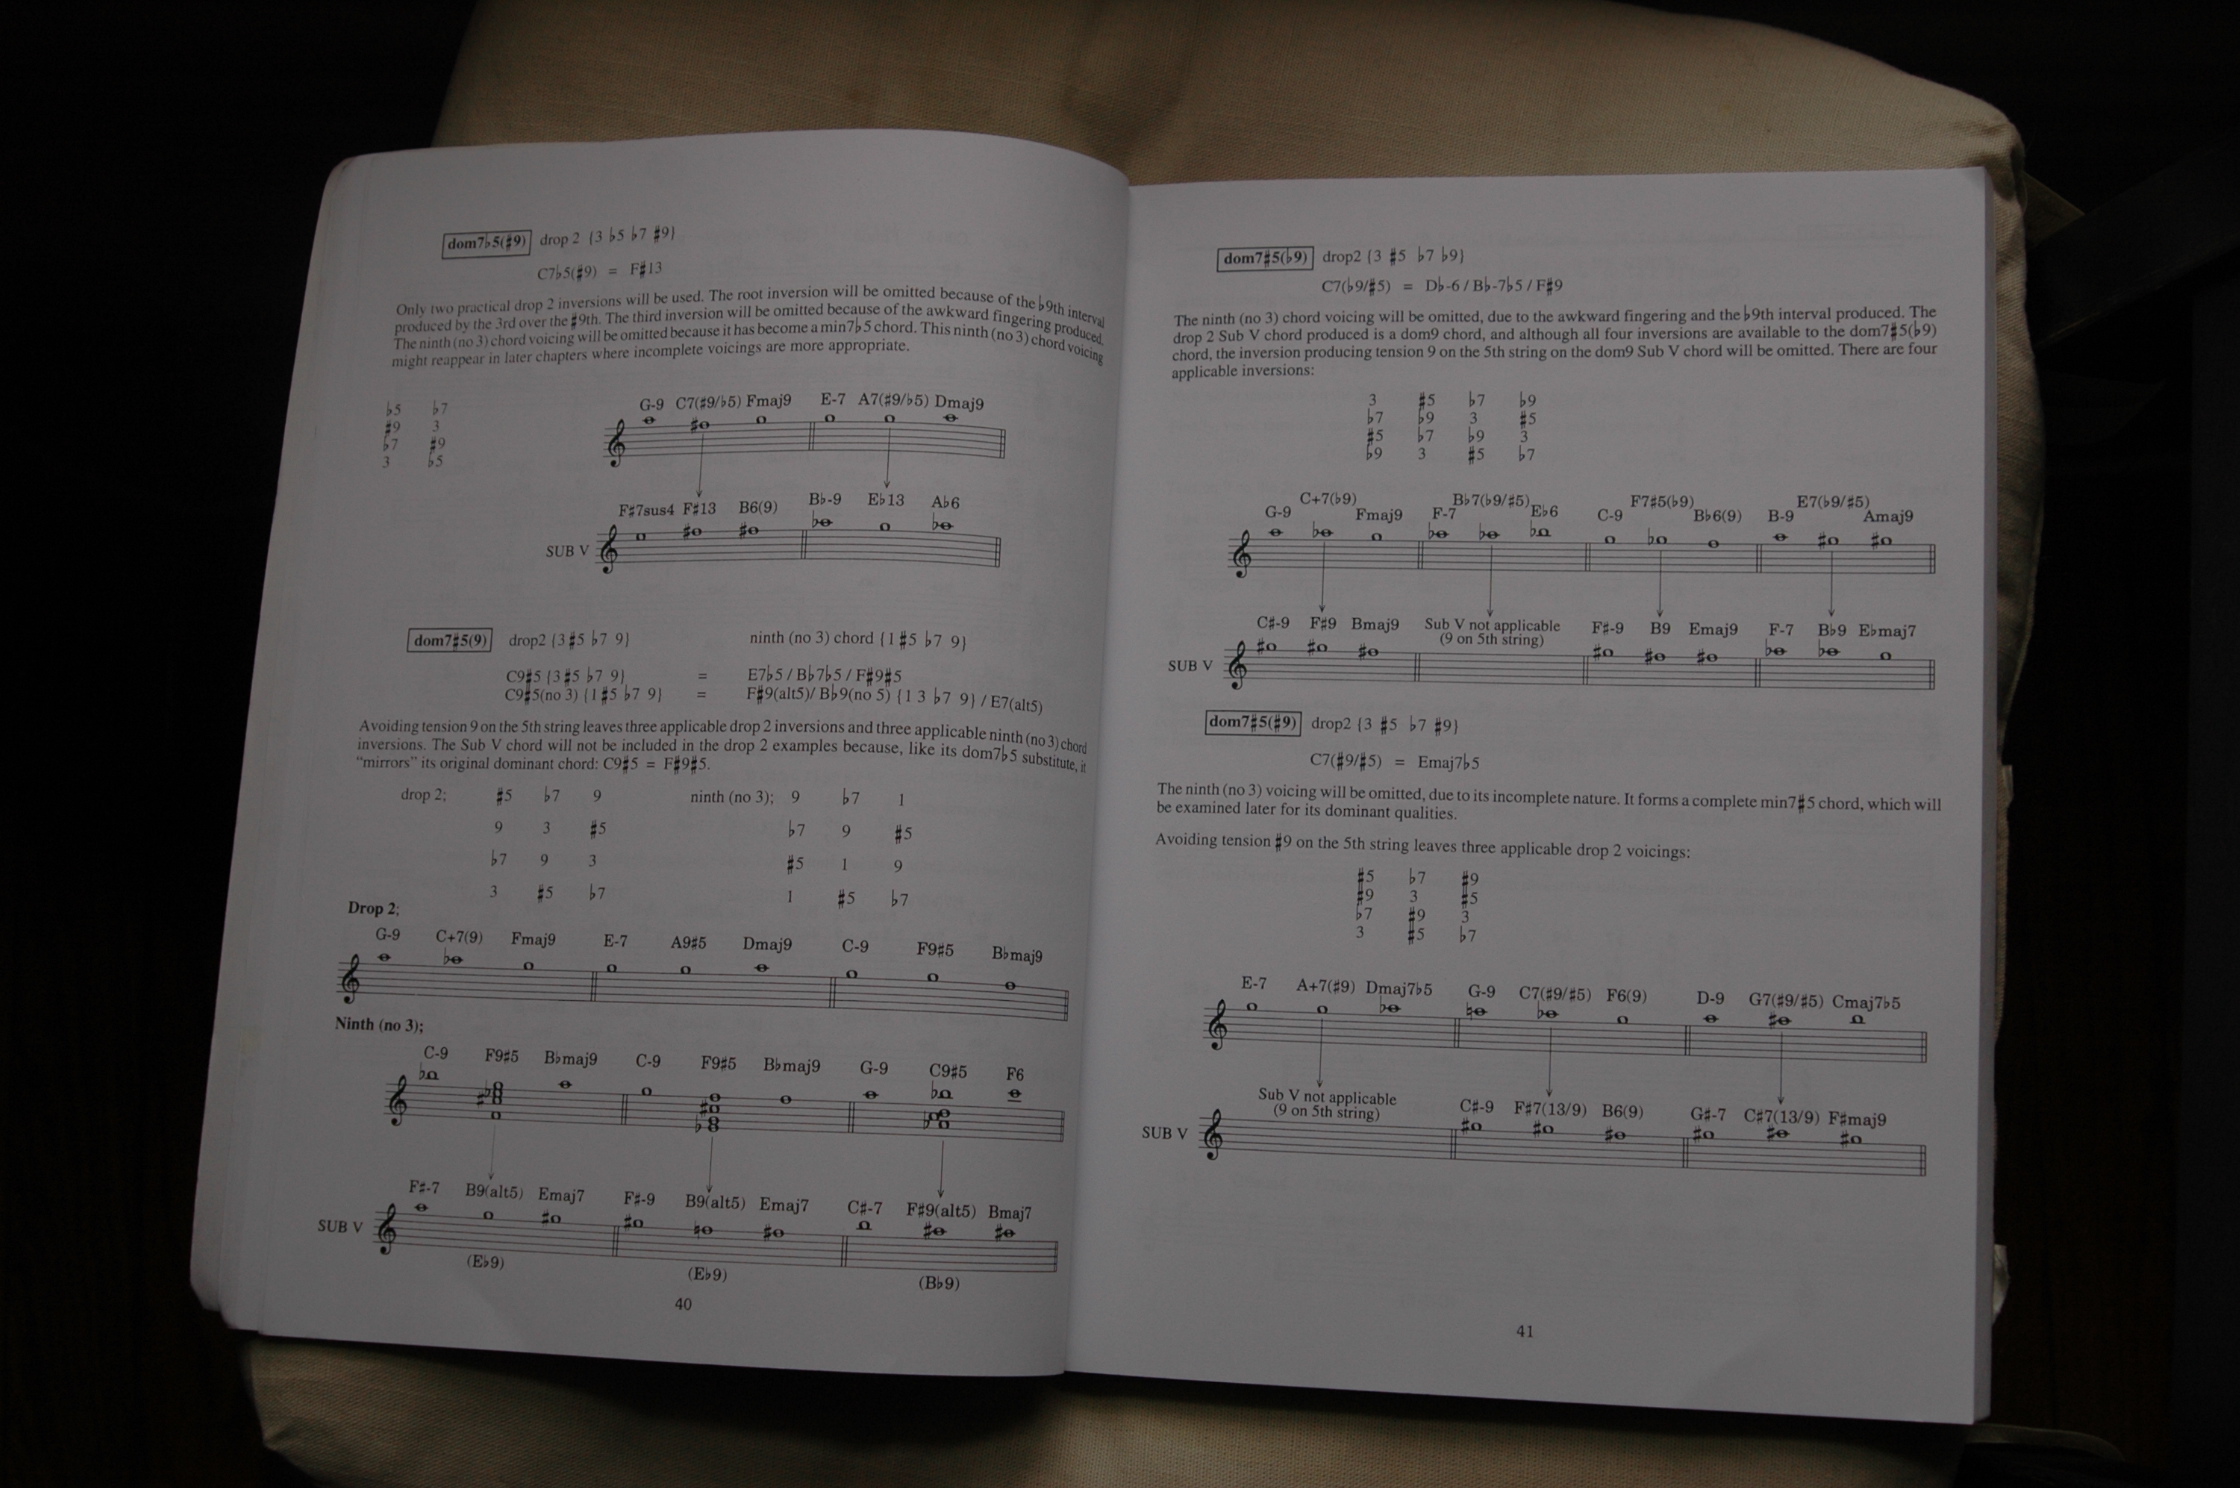 dom7♭5(♯9) drop 2 {3 ♭5 ♭7 ♯9}
C7♭5(♯9) = F♯13
Only two practical drop 2 inversions will be used. The root inversion will be omitted because of the ♭9th interval
produced by the 3rd over the ♯9th. The third inversion will be omitted because of the awkward fingering produced.
The ninth (no 3) chord voicing will be omitted because it has become a min7♭5 chord. This ninth (no 3) chord voicing
might reappear in later chapters where incomplete voicings are more appropriate.
♭5 ♭7
♯9 3
♭7 ♯9
3 ♭5
G-9 C7(♯9/♭5) Fmaj9 E-7 A7(♯9/♭5) Dmaj9
F♯7sus4 F♯13 B6(9) B♭-9 E♭13 A♭6
SUB V
dom7♯5(9) drop2 {3 ♯5 ♭7 9} ninth (no 3) chord {1 ♯5 ♭7 9}
C9♯5 {3 ♯5 ♭7 9} = E7♭5 / B♭7♭5 / F♯9♯5
C9♯5(no 3) {1 ♯5 ♭7 9} = F♯9(alt5)/ B♭9(no 5) {1 3 ♭7 9} / E7(alt5)
Avoiding tension 9 on the 5th string leaves three applicable drop 2 inversions and three applicable ninth (no 3) chord
inversions. The Sub V chord will not be included in the drop 2 examples because, like its dom7♭5 substitute, it
“mirrors” its original dominant chord: C9♯5 = F♯9♯5.
drop 2; ♯5 ♭7 9 ninth (no 3); 9 ♭7 1
9 3 ♯5 ♭7 9 ♯5
♭7 9 3 ♯5 1 9
3 ♯5 ♭7 1 ♯5 ♭7
Drop 2;
G-9 C+7(9) Fmaj9 E-7 A9♯5 Dmaj9 C-9 F9♯5 B♭maj9
Ninth (no 3);
C-9 F9♯5 B♭maj9 C-9 F9♯5 B♭maj9 G-9 C9♯5 F6
F♯-7 B9(alt5) Emaj7 F♯-9 B9(alt5) Emaj7 C♯-7 F♯9(alt5) Bmaj7
SUB V
(E♭9) (E♭9) (B♭9)
40
dom7♯5(♭9) drop2 {3 ♯5 ♭7 ♭9}
C7(♭9/♯5) = D♭-6 / B♭-7♭5 / F♯9
The ninth (no 3) chord voicing will be omitted, due to the awkward fingering and the ♭9th interval produced. The
drop 2 Sub V chord produced is a dom9 chord, and although all four inversions are available to the dom7♯5(♭9)
chord, the inversion producing tension 9 on the 5th string on the dom9 Sub V chord will be omitted. There are four
applicable inversions:
3 ♯5 ♭7 ♭9
♭7 ♭9 3 ♯5
♯5 ♭7 ♭9 3
♭9 3 ♯5 ♭7
G-9 C+7(♭9) Fmaj9 F-7 B♭7(♭9/♯5) E♭6 C-9 F7♯5(♭9) B♭6(9) B-9 E7(♭9/♯5) Amaj9
C♯-9 F♯9 Bmaj9 Sub V not applicable F♯-9 B9 Emaj9 F-7 B♭9 E♭maj7
(9 on 5th string)
SUB V
dom7♯5(♯9) drop2 {3 ♯5 ♭7 ♯9}
C7(♯9/♯5) = Emaj7♭5
The ninth (no 3) voicing will be omitted, due to its incomplete nature. It forms a complete min7♯5 chord, which will
be examined later for its dominant qualities.
Avoiding tension ♯9 on the 5th string leaves three applicable drop 2 voicings:
♯5 ♭7 ♯9
♯9 3 ♯5
♭7 ♯9 3
3 ♯5 ♭7
E-7 A+7(♯9) Dmaj7♭5 G-9 C7(♯9/♯5) F6(9) D-9 G7(♯9/♯5) Cmaj7♭5
Sub V not applicable C♯-9 F♯7(13/9) B6(9) G♯-7 C♯7(13/9) F♯maj9
(9 on 5th string)
SUB V
41